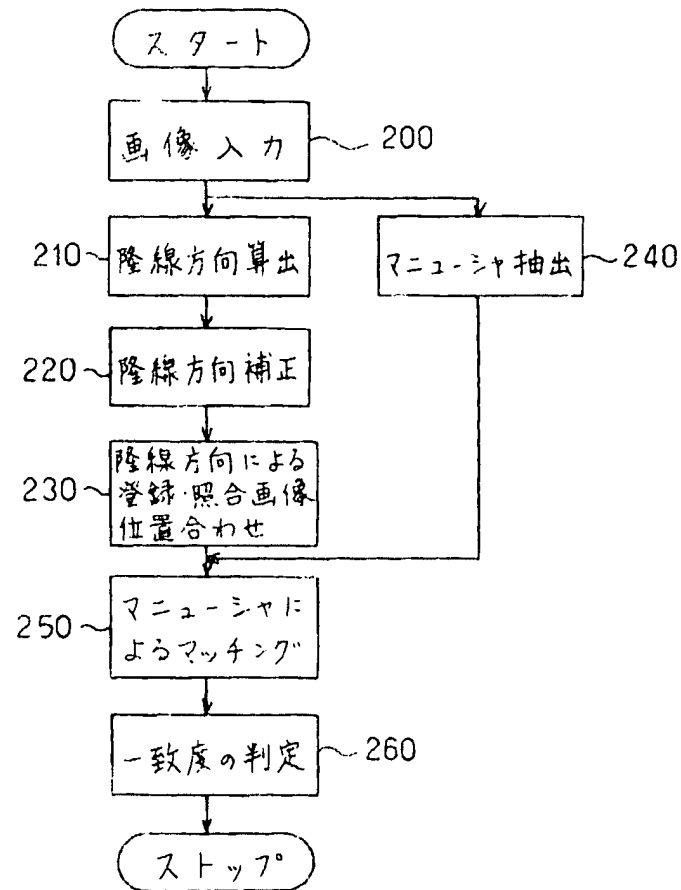 スタート
画像入力
200
210
隆線方向算出
マニューシャ抽出
240
220
隆線方向補正
230
隆線方向による
登録・照合画像
位置合わせ
250
マニューシャに
よるマッチング
一致度の判定
260
ストップ